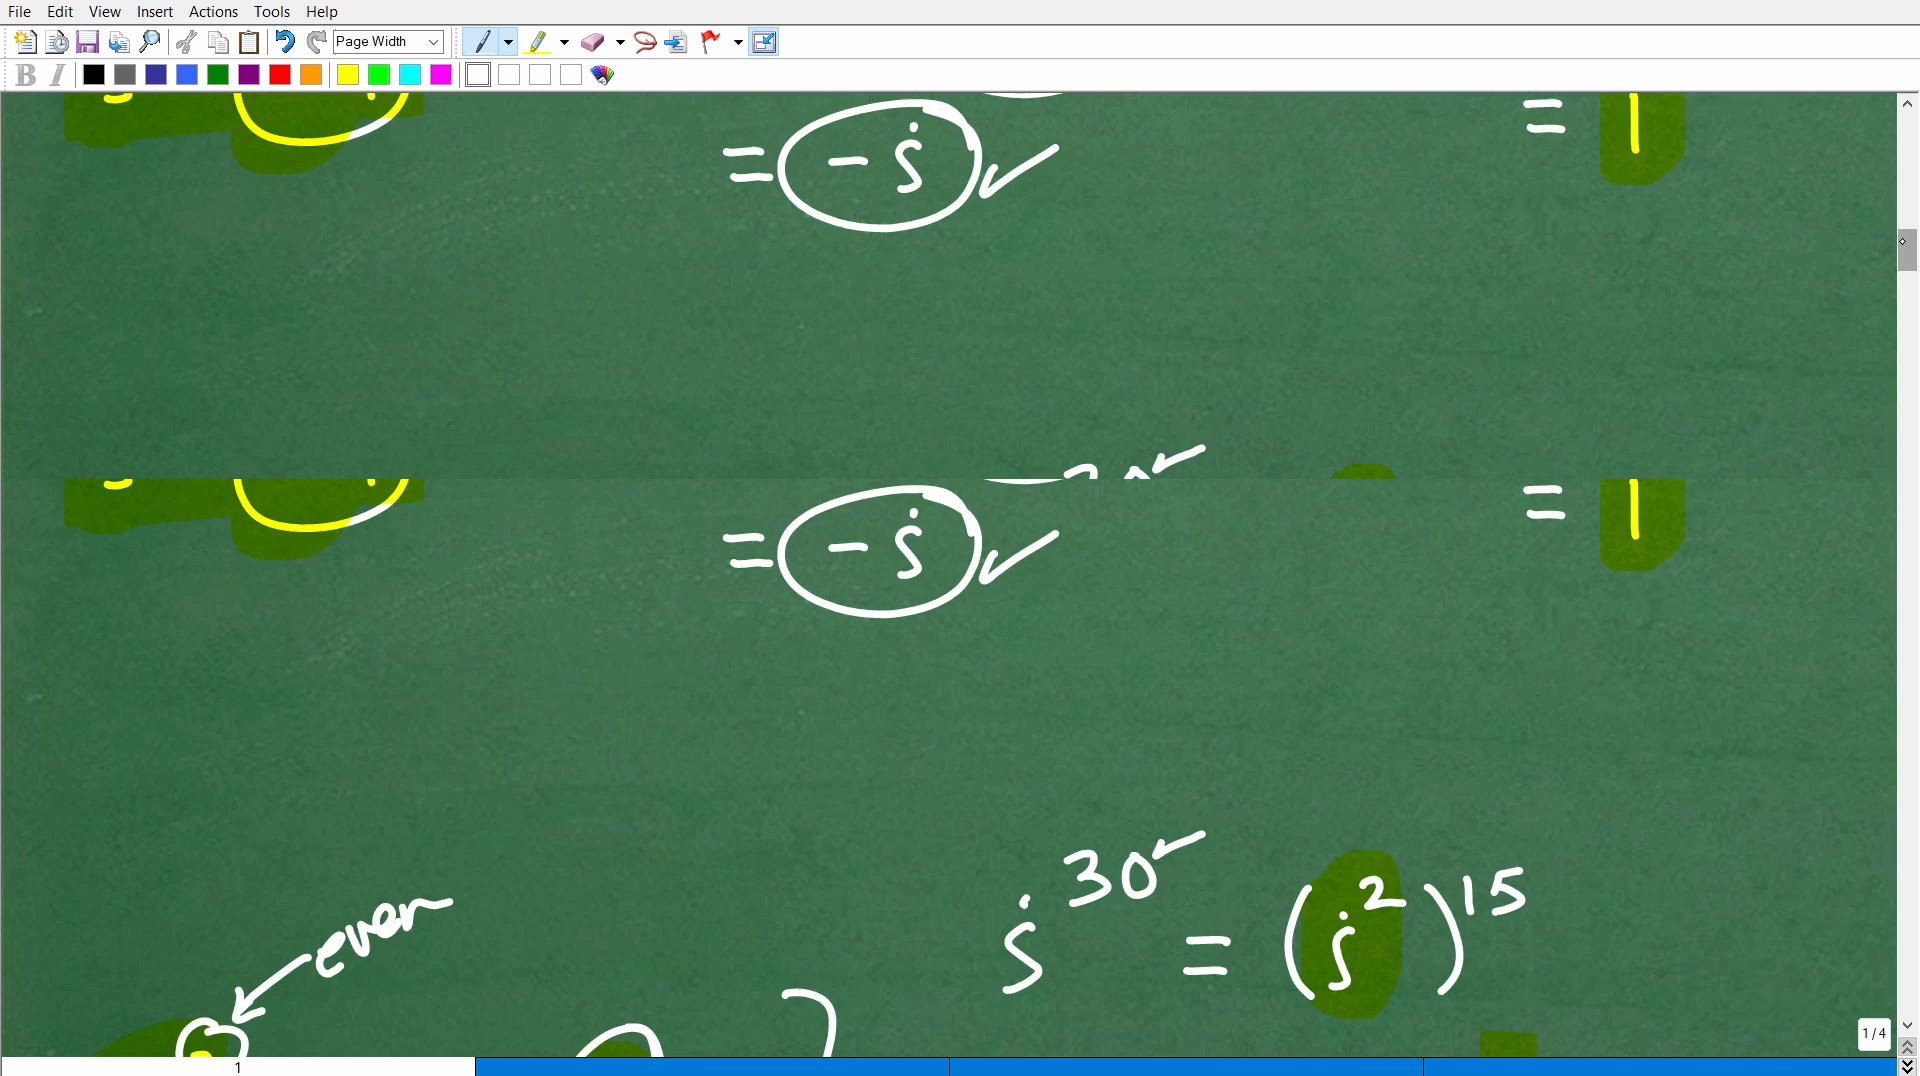 File Edit View Insert Actions Tools Help
Page Width
B I
= 1
= - i
= 1
= - i
even
i^30 = (i^2)^15
1 / 4
1